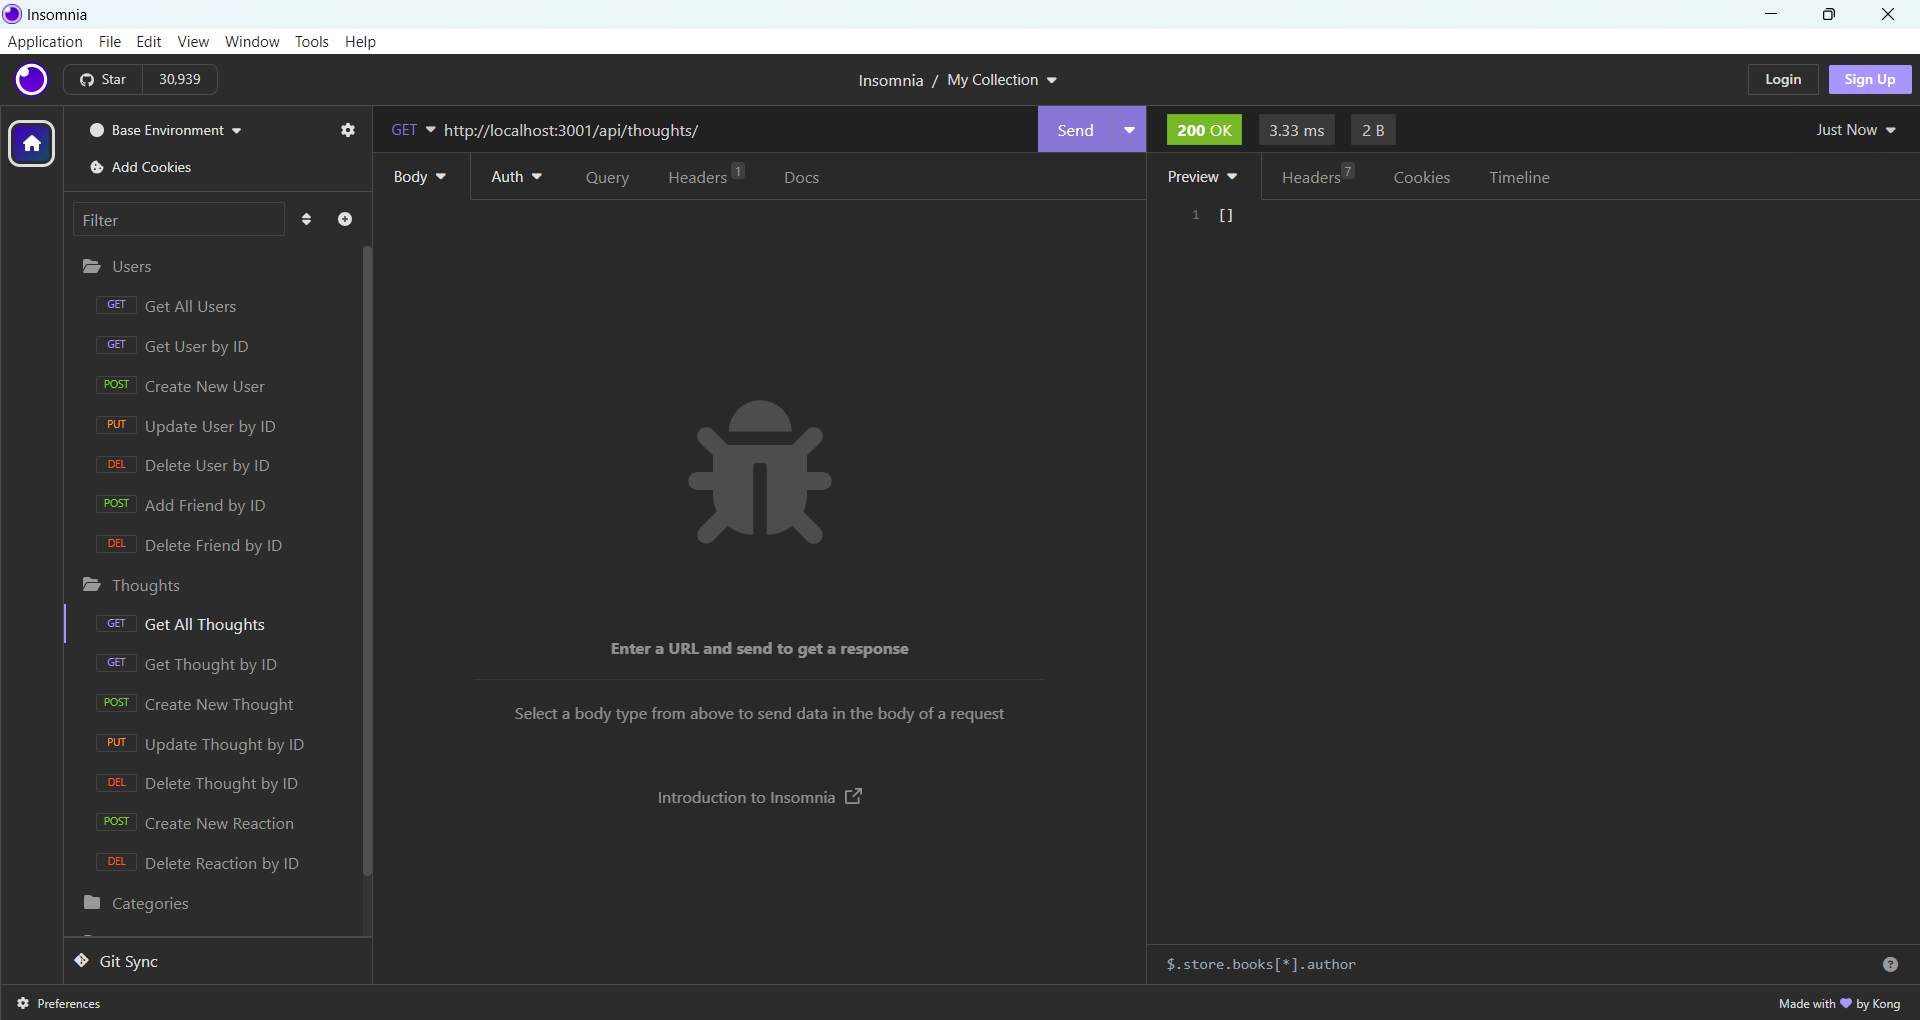 Insomnia
Application File Edit View Window Tools Help
Star 30,939
Insomnia / My Collection
Login Sign Up
Base Environment
Add Cookies
Filter
Users
GET Get All Users
GET Get User by ID
POST Create New User
PUT Update User by ID
DEL Delete User by ID
POST Add Friend by ID
DEL Delete Friend by ID
Thoughts
GET Get All Thoughts
GET Get Thought by ID
POST Create New Thought
PUT Update Thought by ID
DEL Delete Thought by ID
POST Create New Reaction
DEL Delete Reaction by ID
Categories
Git Sync
GET http://localhost:3001/api/thoughts/ Send
Body Auth Query Headers 1 Docs
Enter a URL and send to get a response
Select a body type from above to send data in the body of a request
Introduction to Insomnia
200 OK 3.33 ms 2 B Just Now
Preview Headers 7 Cookies Timeline
1 []
$.store.books[*].author ?
Preferences
Made with 💜 by Kong